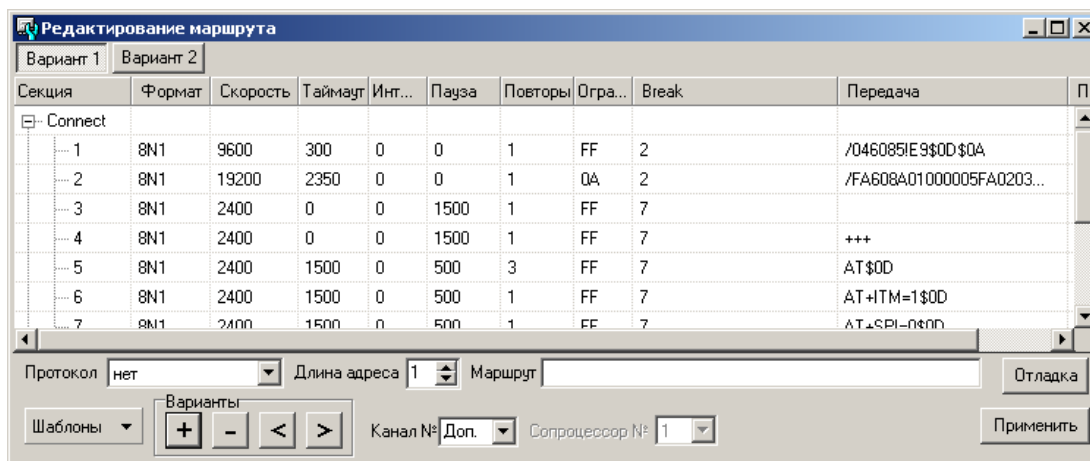 Редактирование маршрута
Вариант 1 Вариант 2
Секция Формат Скорость Таймаут Инт... Пауза Повторы Огра... Break Передача П
Connect
1 8N1 9600 300 0 0 1 FF 2 /046085!E9$0D$0A
2 8N1 19200 2350 0 0 1 0A 2 /FA608A01000005FA0203...
3 8N1 2400 0 0 1500 1 FF 7
4 8N1 2400 0 0 1500 1 FF 7 +++
5 8N1 2400 1500 0 500 3 FF 7 AT$0D
6 8N1 2400 1500 0 500 1 FF 7 AT+ITM=1$0D
7 8N1 2400 1500 0 500 1 FF 7 AT+SPI=0$0D
Протокол нет Длина адреса 1 Маршрут Отладка
Шаблоны Варианты + - < > Канал № Доп. Сопроцессор № 1 Применить